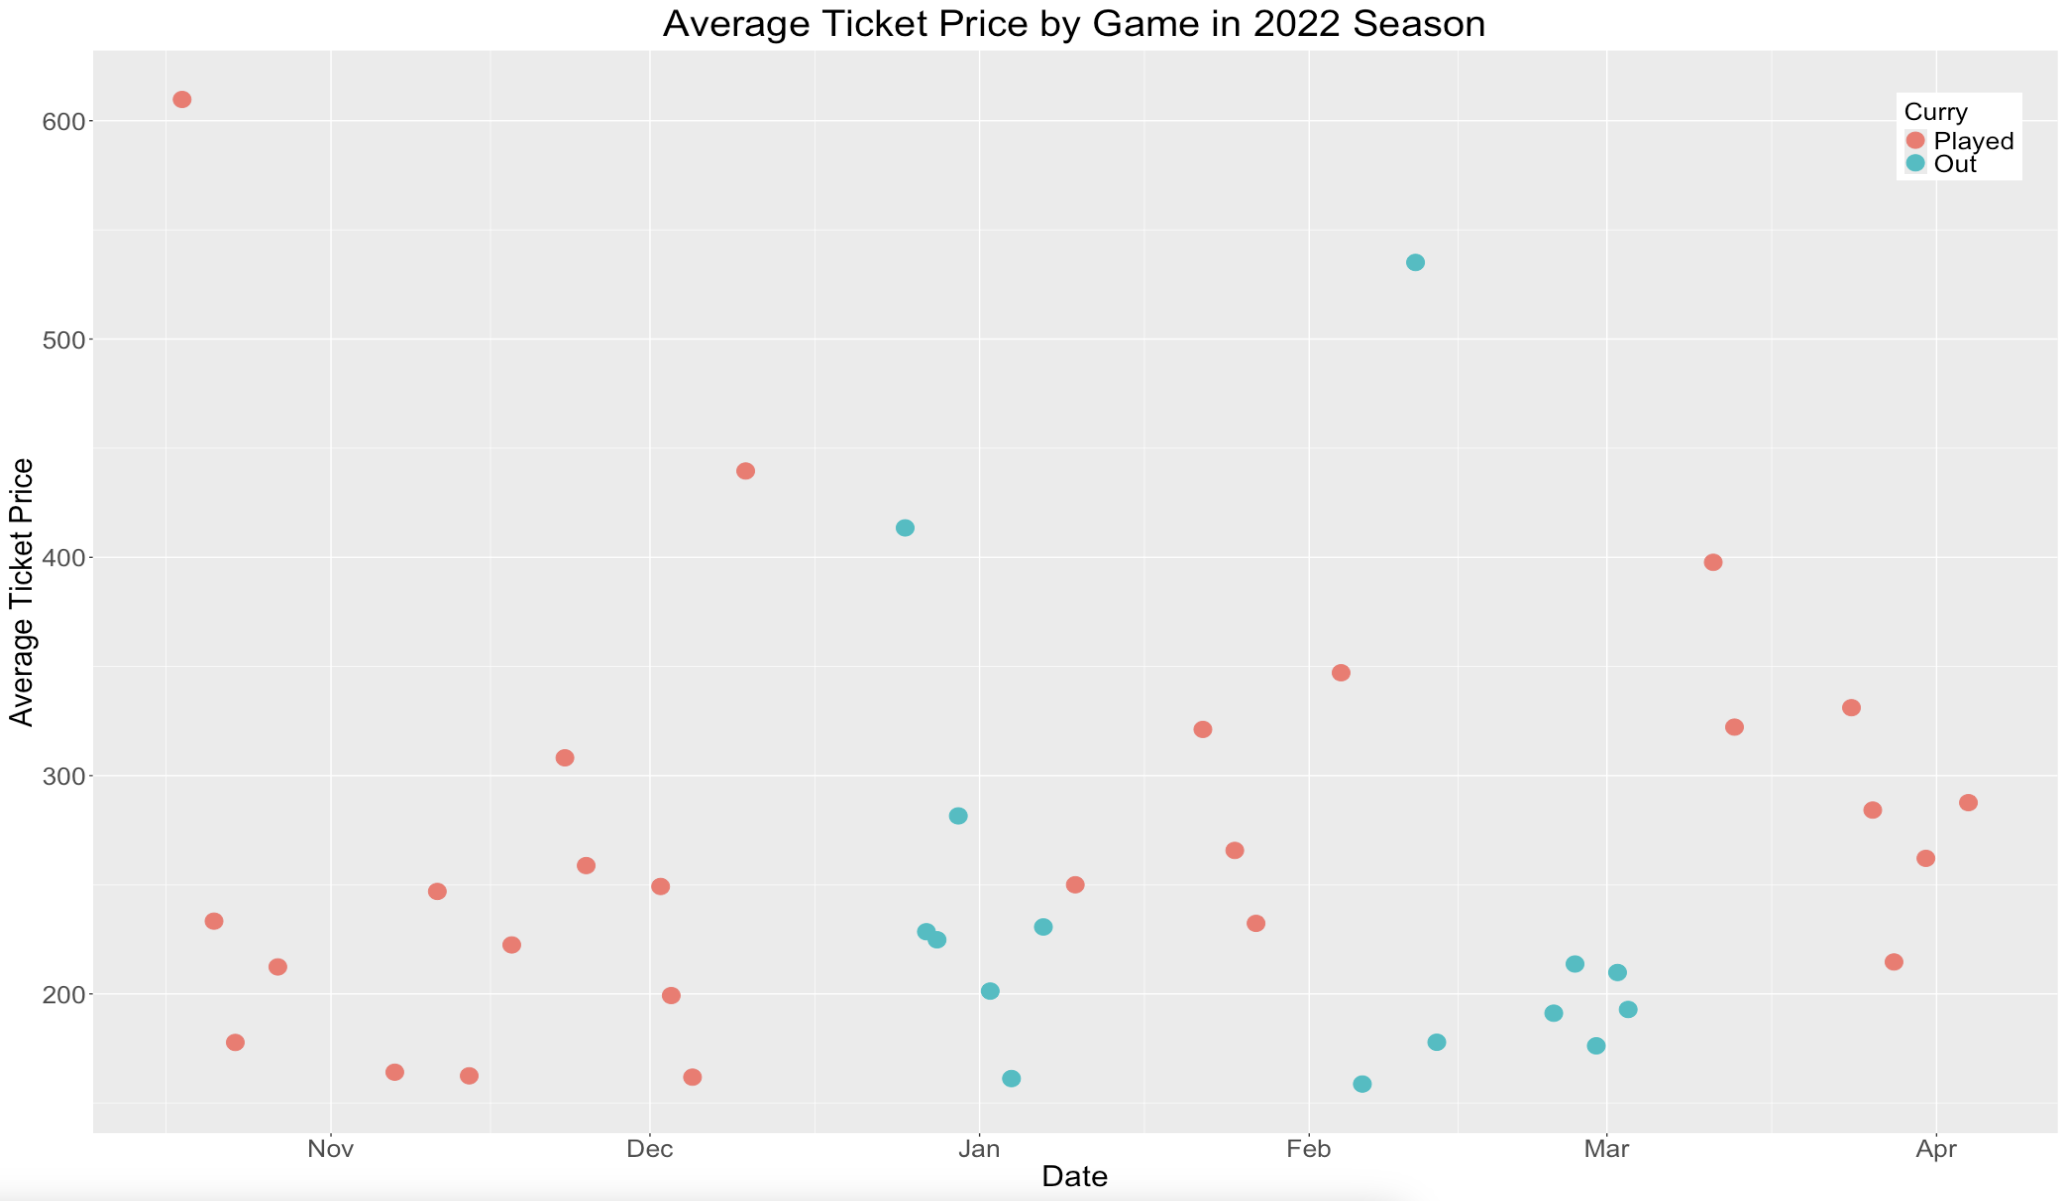 Average Ticket Price by Game in 2022 Season
Average Ticket Price
600
500
400
300
200
Curry
Played
Out
Nov Dec Jan Feb Mar Apr
Date